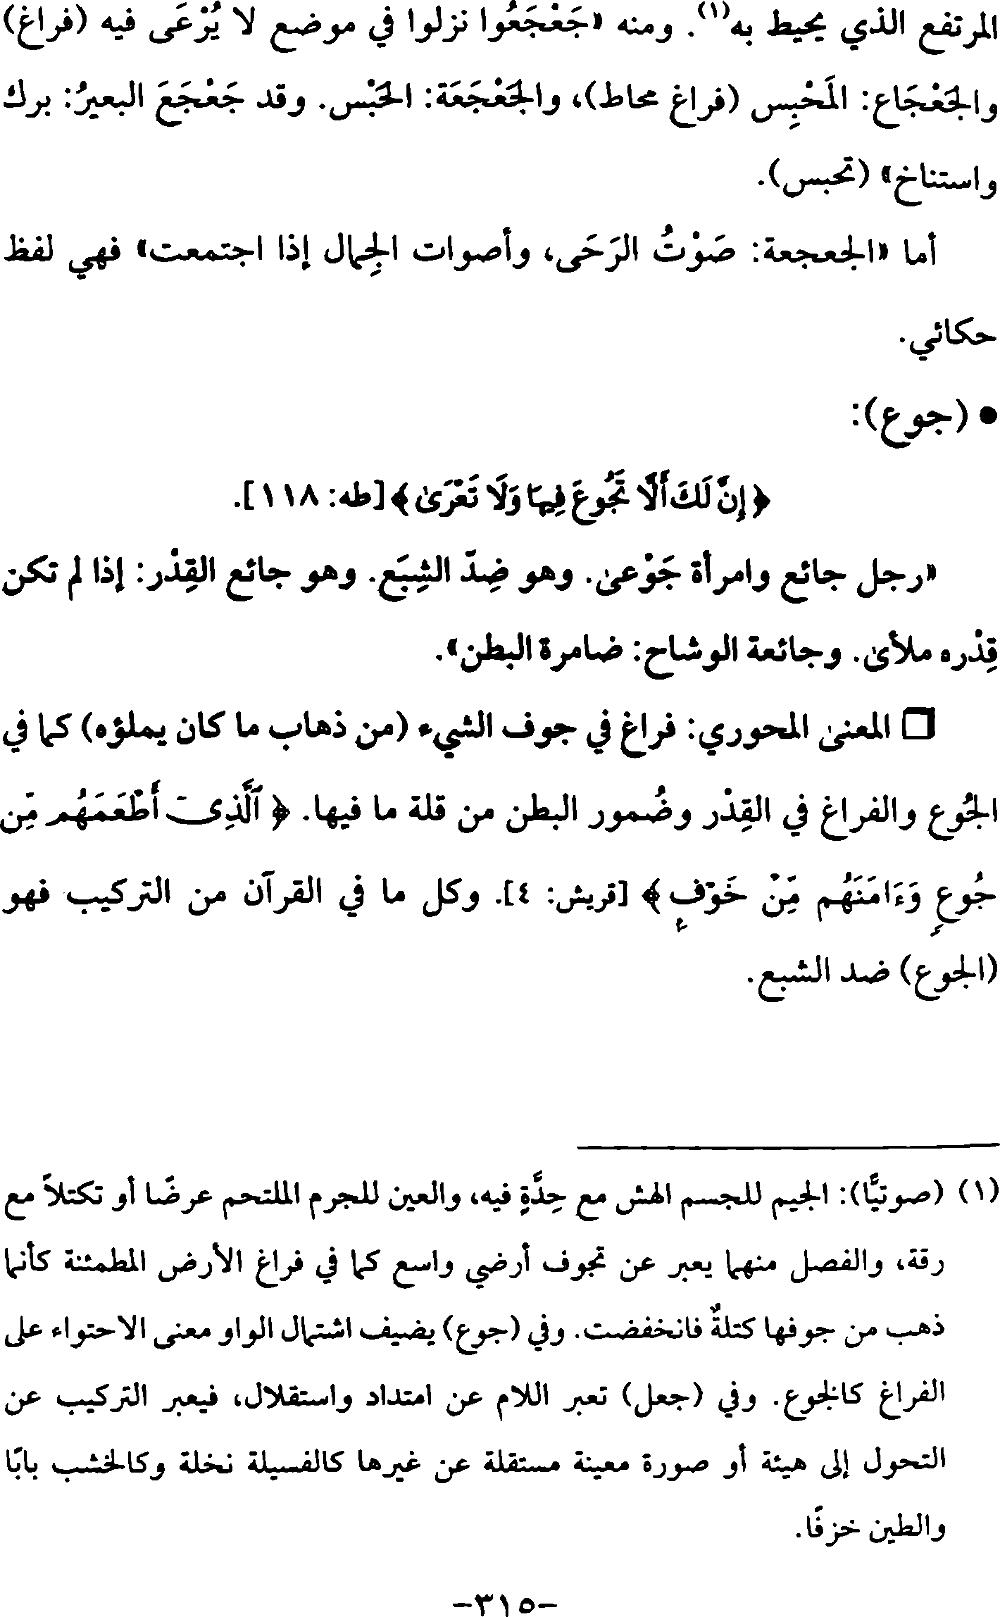 المرتفع الذي يحيط به(١). ومنه «جَعْجَعُوا نزلوا في موضع لا يُرْعَى فيه (فراغ)
والجَعْجَاع: المَحْبِس (فراغ محاط)، والجَعْجَعَة: الحَبْس. وقد جَعْجَعَ البعيرُ: برك
واستناخ» (تحبس).
أما «الجعجعة: صَوْتُ الرَحَى، وأصوات الجِمال إذا اجتمعت» فهي لفظ
حكائي.
• (جوع):
﴿إِنَّ لَكَ أَلَّا تَجُوعَ فِيهَا وَلَا تَعْرَىٰ﴾ [طه: ١١٨].
«رجل جائع وامرأة جَوْعىٰ. وهو ضِدّ الشِبَع. وهو جائع القِدْر: إذا لم تكن
قِدْره ملأىٰ. وجائعة الوشاح: ضامرة البطن».
❒ المعنىٰ المحوري: فراغ في جوف الشيء (من ذهاب ما كان يملؤه) كما في
الجُوع والفراغ في القِدْر وضُمور البطن من قلة ما فيها. ﴿ٱلَّذِىٓ أَطْعَمَهُم مِّن
جُوعٍ وَءَامَنَهُم مِّنْ خَوْفٍۭ﴾ [قريش: ٤]. وكل ما في القرآن من التركيب فهو
(الجوع) ضد الشبع.
(١) (صوتيًّا): الجيم للجسم الهش مع حِدَّةٍ فيه، والعين للجرم الملتحم عرضًا أو تكتلاً مع
رقة، والفصل منهما يعبر عن تجوف أرضي واسع كما في فراغ الأرض المطمئنة كأنما
ذهب من جوفها كتلةٌ فانخفضت. وفي (جوع) يضيف اشتمال الواو معنى الاحتواء على
الفراغ كالجوع. وفي (جعل) تعبر اللام عن امتداد واستقلال، فيعبر التركيب عن
التحول إلى هيئة أو صورة معينة مستقلة عن غيرها كالفسيلة نخلة وكالخشب بابًا
والطين خزفًا.
-٣١٥-